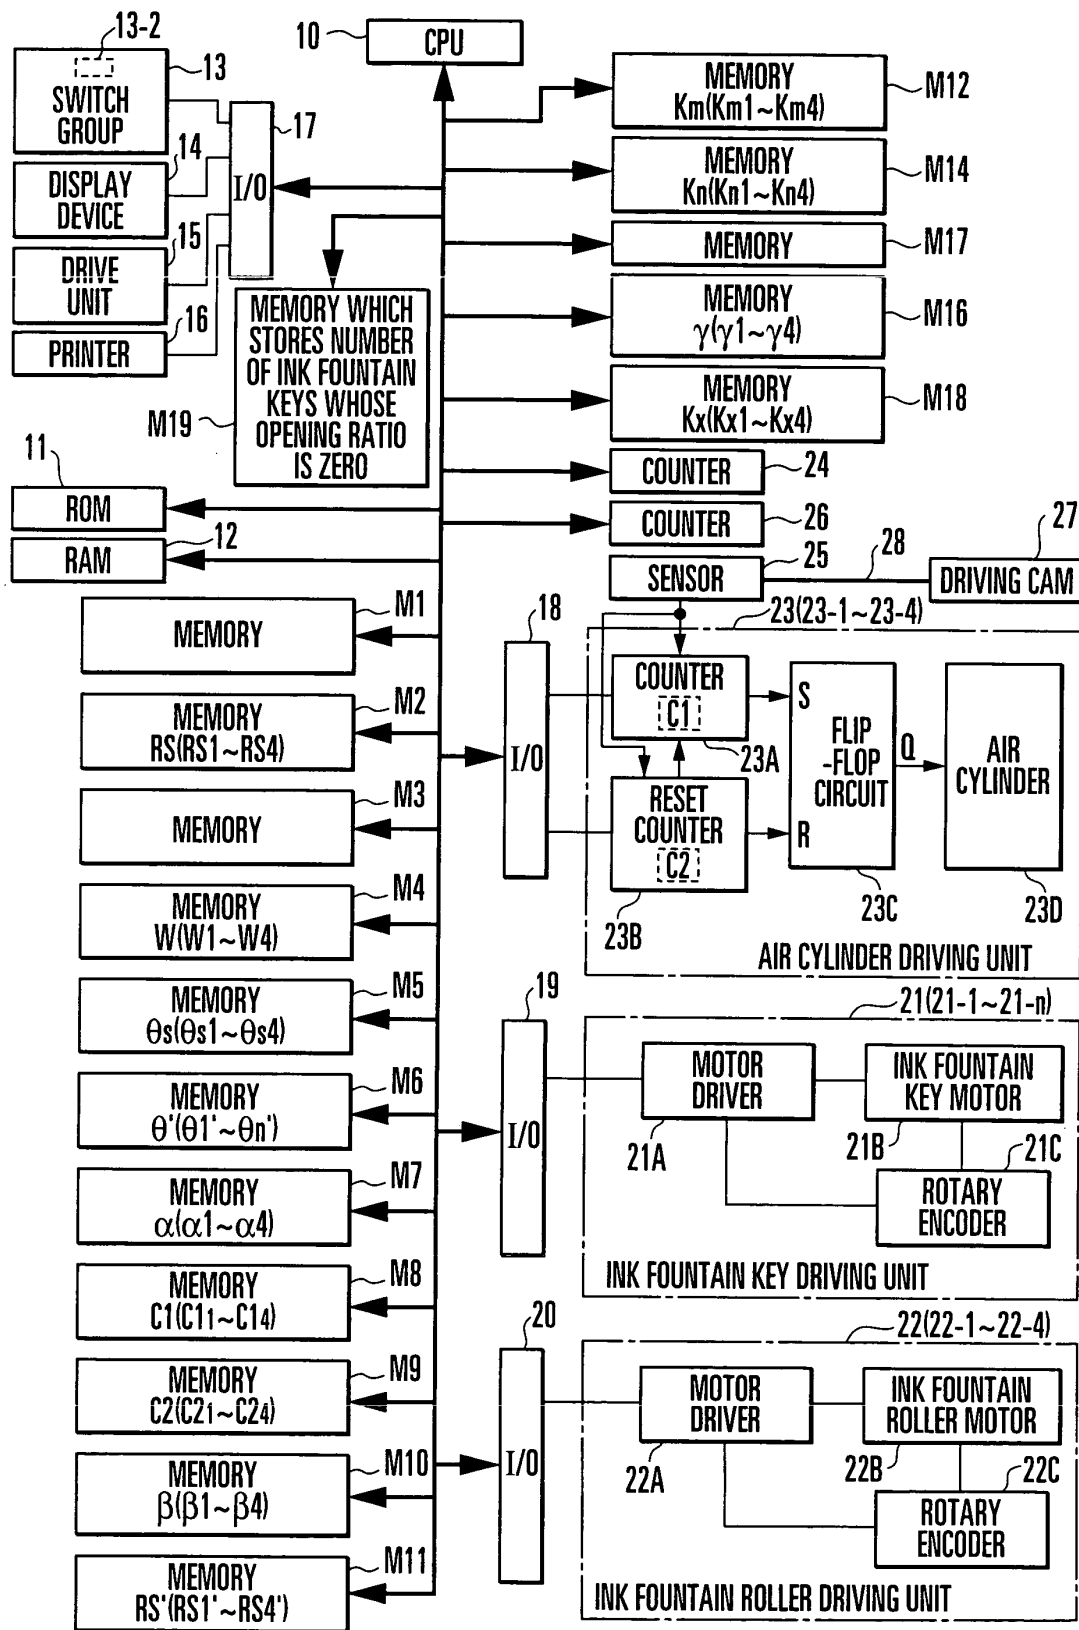 13-2
13
SWITCH
GROUP
14
DISPLAY
DEVICE
15
DRIVE
UNIT
16
PRINTER
17
I/O
10
CPU
MEMORY
Km(Km1~Km4)
M12
MEMORY
Kn(Kn1~Kn4)
M14
MEMORY
M17
MEMORY
γ(γ1~γ4)
M16
MEMORY
Kx(Kx1~Kx4)
M18
MEMORY WHICH
STORES NUMBER
OF INK FOUNTAIN
KEYS WHOSE
OPENING RATIO
IS ZERO
M19
11
ROM
12
RAM
COUNTER
24
COUNTER
26
SENSOR
25
28
27
DRIVING CAM
MEMORY
M1
MEMORY
RS(RS1~RS4)
M2
MEMORY
M3
MEMORY
W(W1~W4)
M4
MEMORY
θs(θs1~θs4)
M5
MEMORY
θ'(θ1'~θn')
M6
MEMORY
α(α1~α4)
M7
MEMORY
C1(C11~C14)
M8
MEMORY
C2(C21~C24)
M9
MEMORY
β(β1~β4)
M10
MEMORY
RS'(RS1'~RS4')
M11
18
I/O
23(23-1~23-4)
COUNTER
C1
23A
RESET
COUNTER
C2
23B
S
R
FLIP
-FLOP
CIRCUIT
Q
23C
AIR
CYLINDER
23D
AIR CYLINDER DRIVING UNIT
19
I/O
21(21-1~21-n)
MOTOR
DRIVER
21A
INK FOUNTAIN
KEY MOTOR
21B
21C
ROTARY
ENCODER
INK FOUNTAIN KEY DRIVING UNIT
20
I/O
22(22-1~22-4)
MOTOR
DRIVER
22A
INK FOUNTAIN
ROLLER MOTOR
22B
22C
ROTARY
ENCODER
INK FOUNTAIN ROLLER DRIVING UNIT